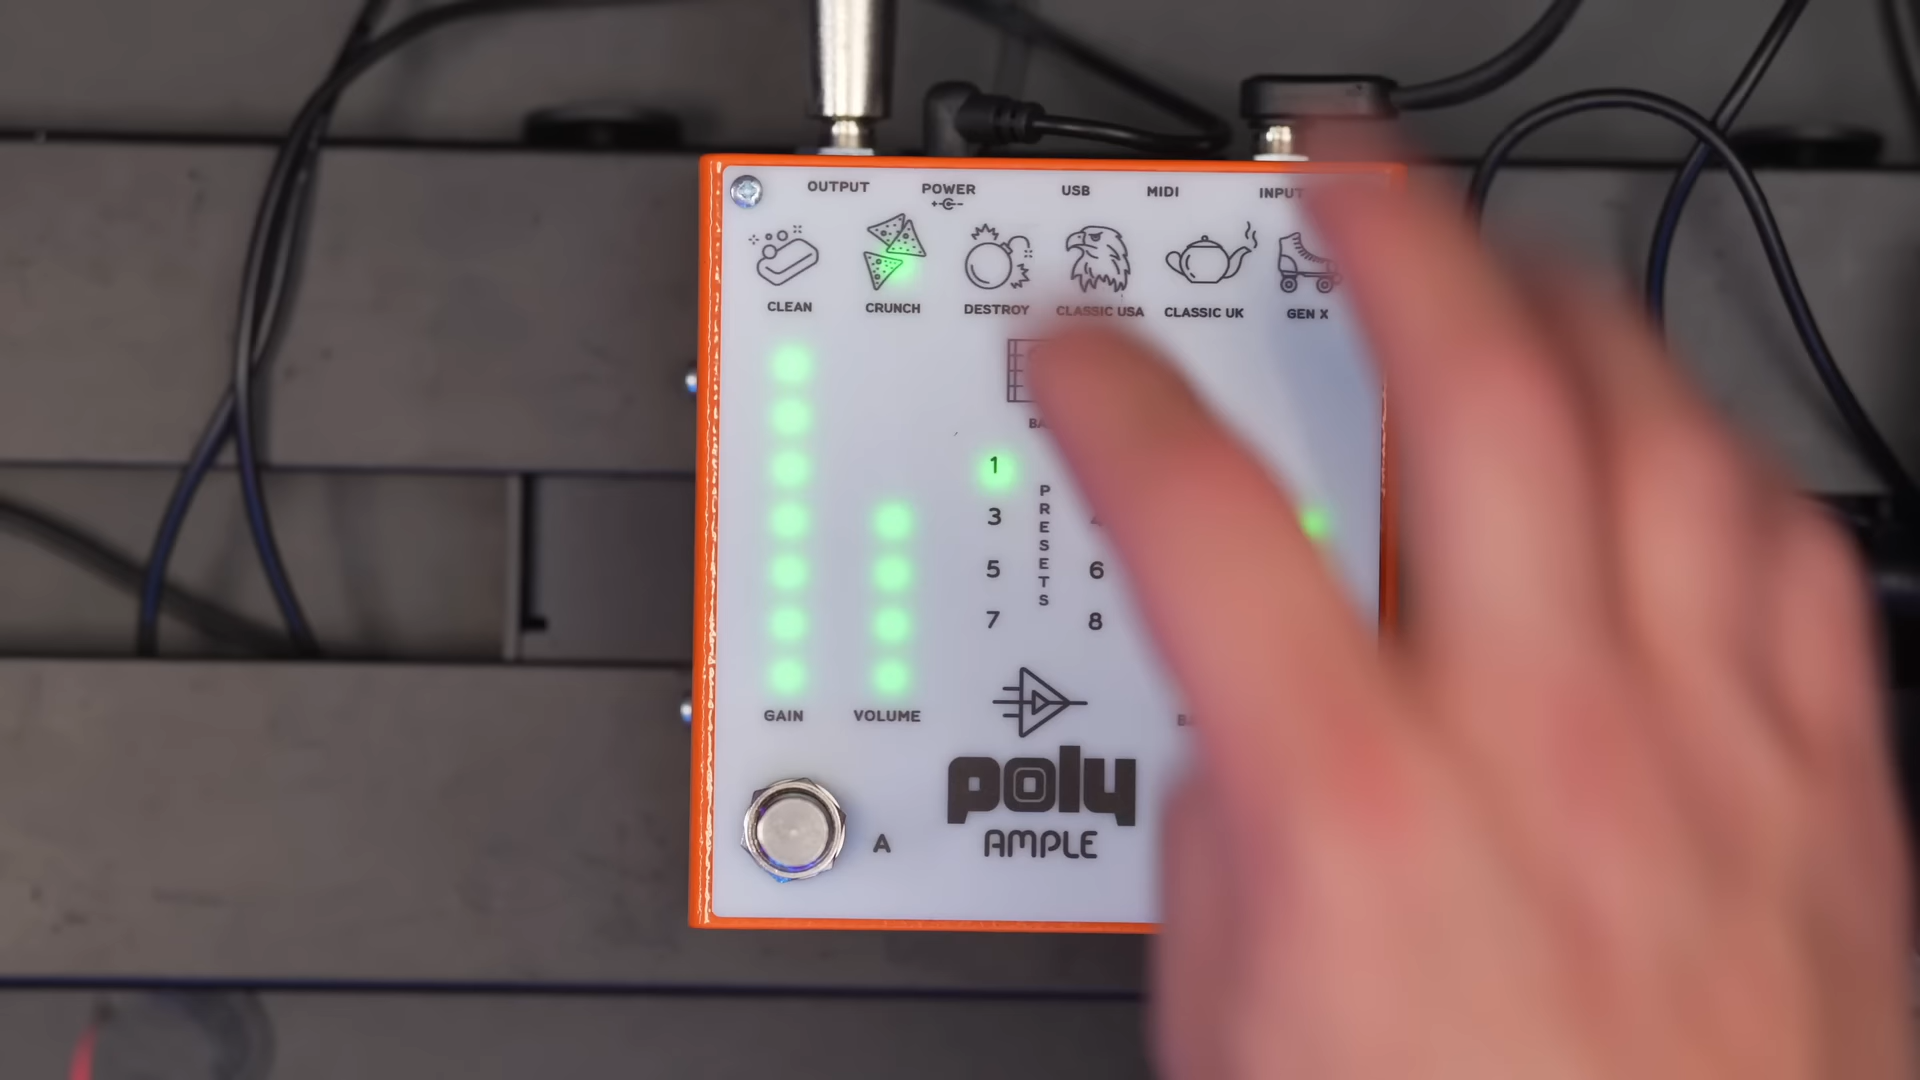 OUTPUT POWER USB MIDI INPUT
CLEAN CRUNCH DESTROY CLASSIC USA CLASSIC UK GEN X
1
3
5 6
7 8
PRESETS
GAIN VOLUME
poly
AMPLE
A